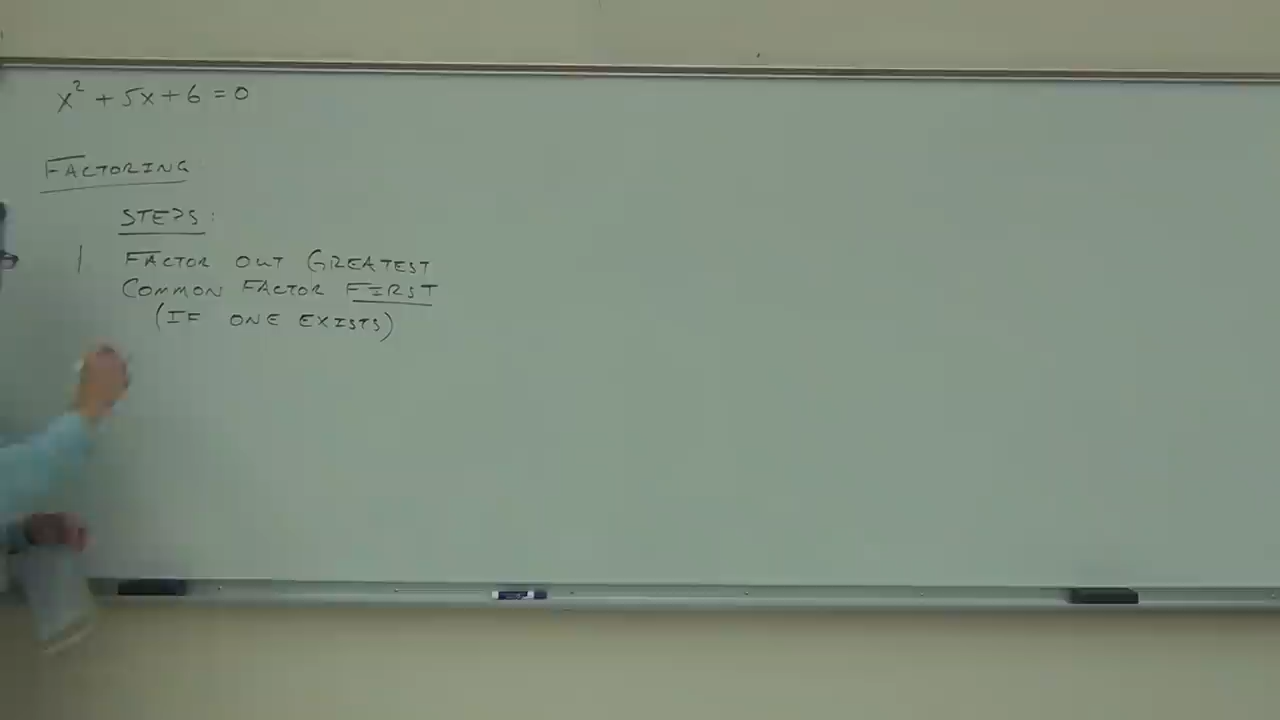 x² + 5x + 6 = 0
FACTORING
STEPS:
1 FACTOR OUT GREATEST
COMMON FACTOR FIRST
(IF ONE EXISTS)